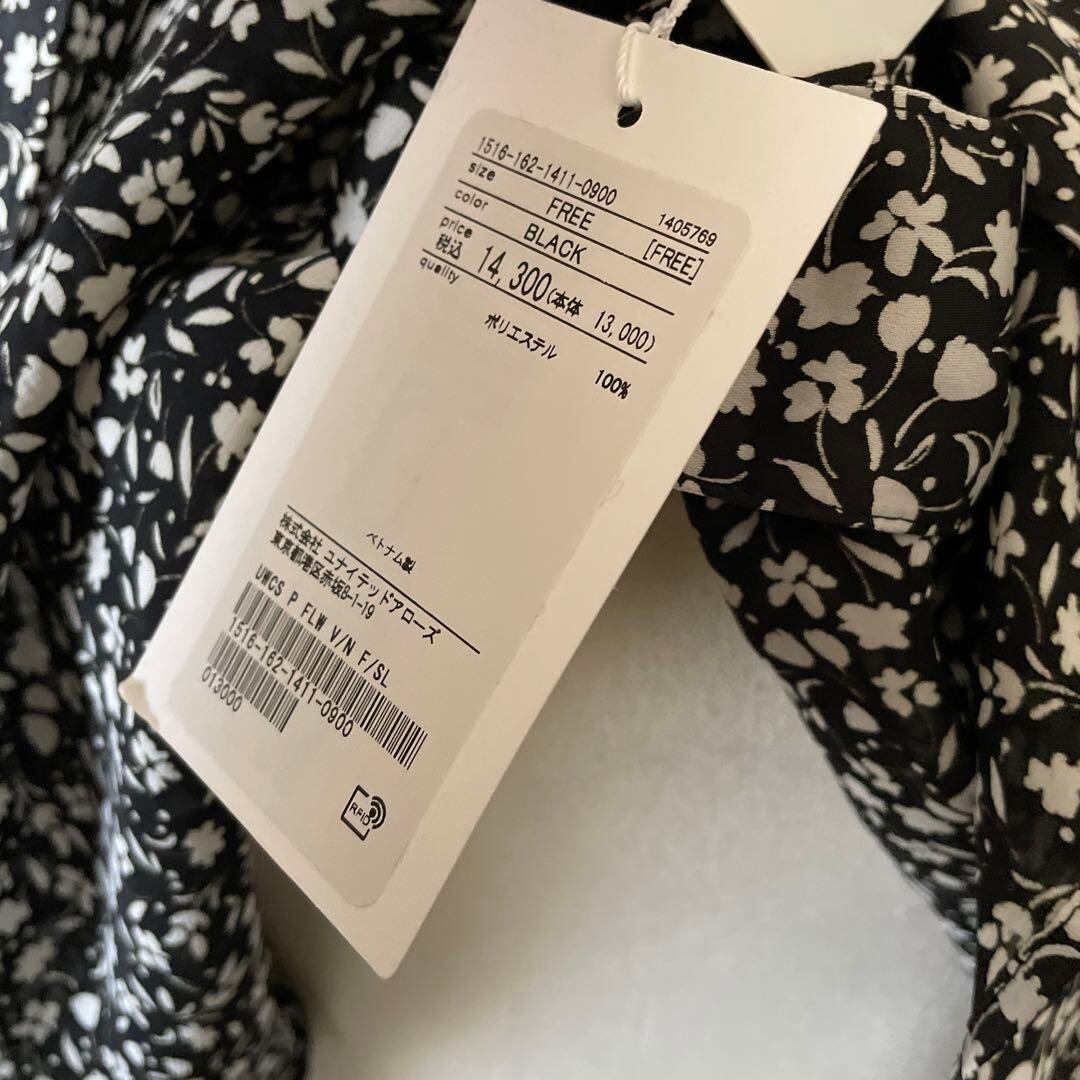 1516-162-1411-0900 1405769
size FREE [FREE]
color BLACK
price 税込 14,300(本体 13,000)
quality
ポリエステル
100%
ベトナム製
株式会社 ユナイテッドアローズ
東京都港区赤坂8-1-19
UWCS P FLW V/N F/SL
1516-162-1411-0900
013000
RFID